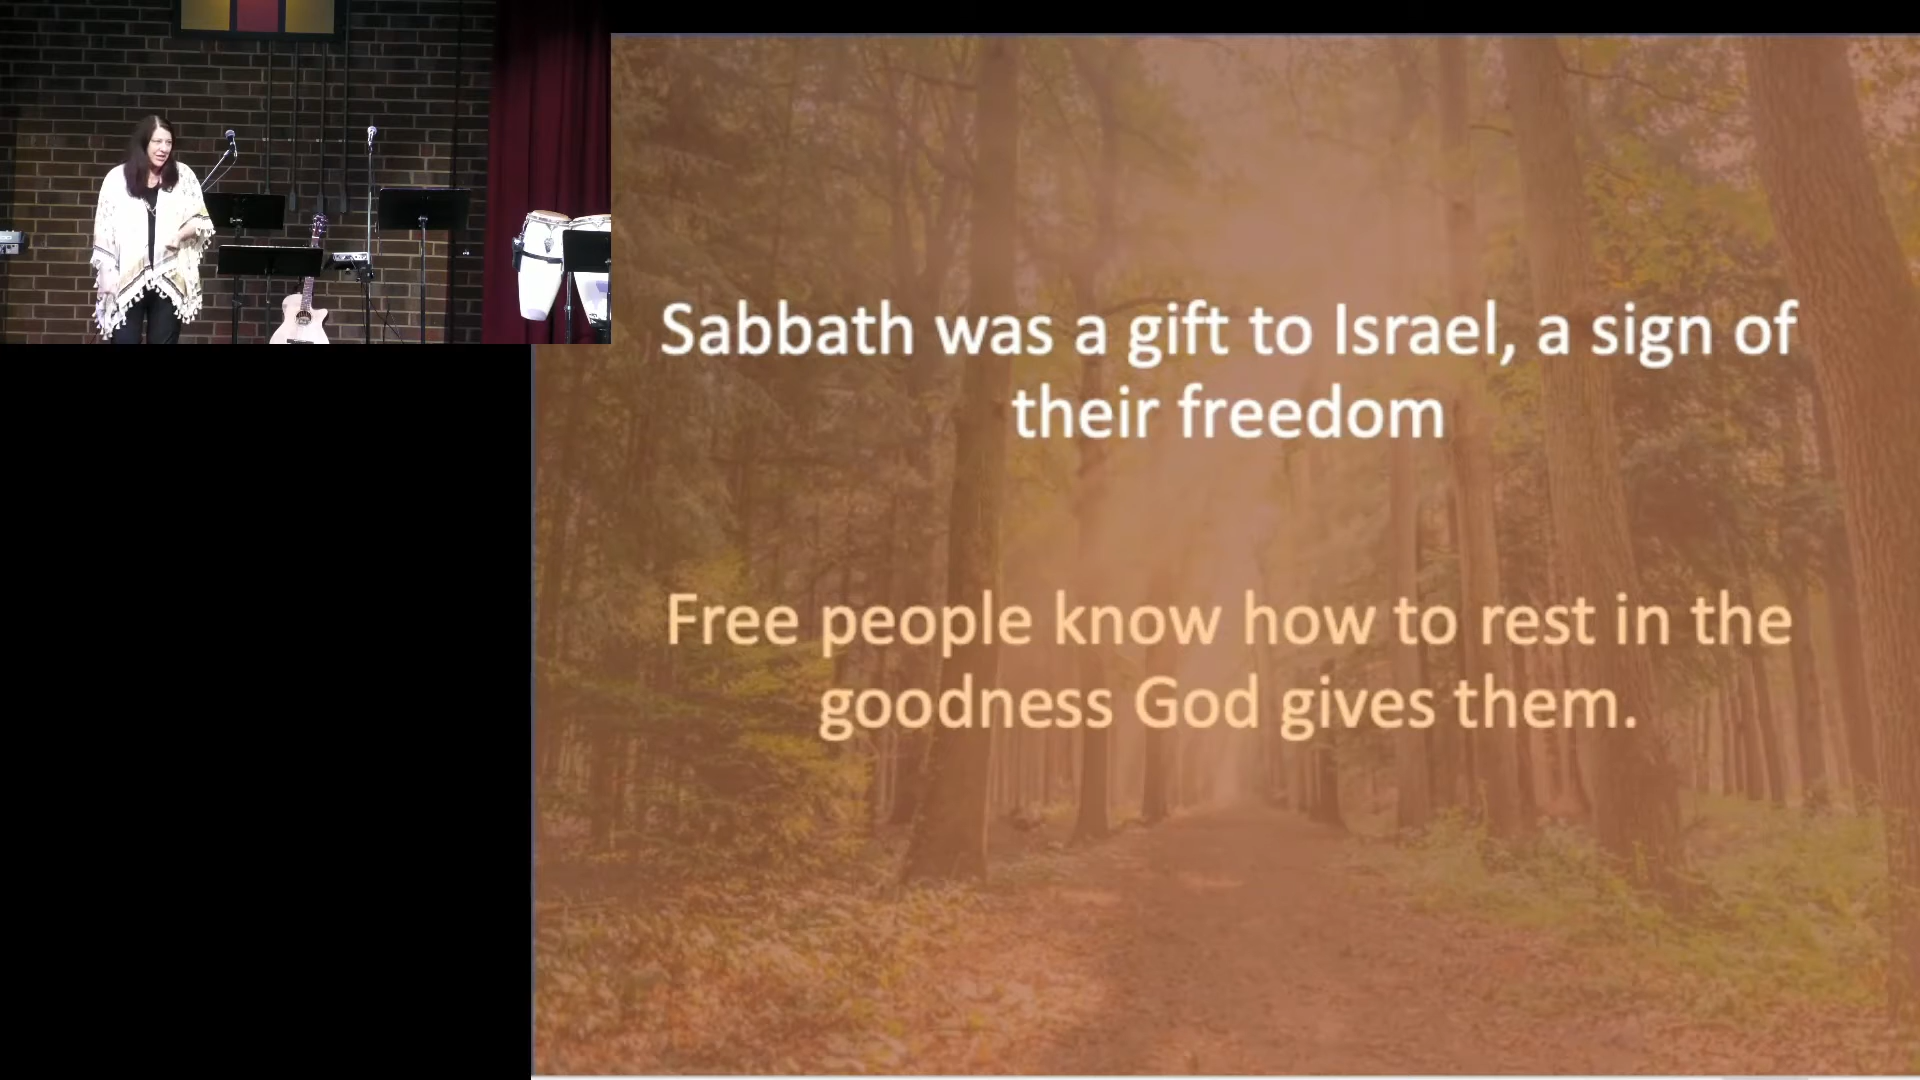 Sabbath was a gift to Israel, a sign of
their freedom
Free people know how to rest in the
goodness God gives them.